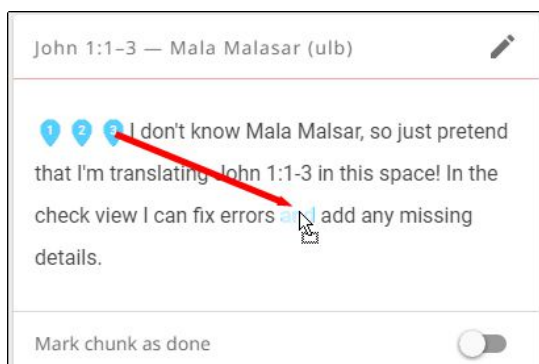 John 1:1–3 — Mala Malasar (ulb)
1 2 3 I don't know Mala Malsar, so just pretend
that I'm translating John 1:1-3 in this space! In the
check view I can fix errors and add any missing
details.
Mark chunk as done